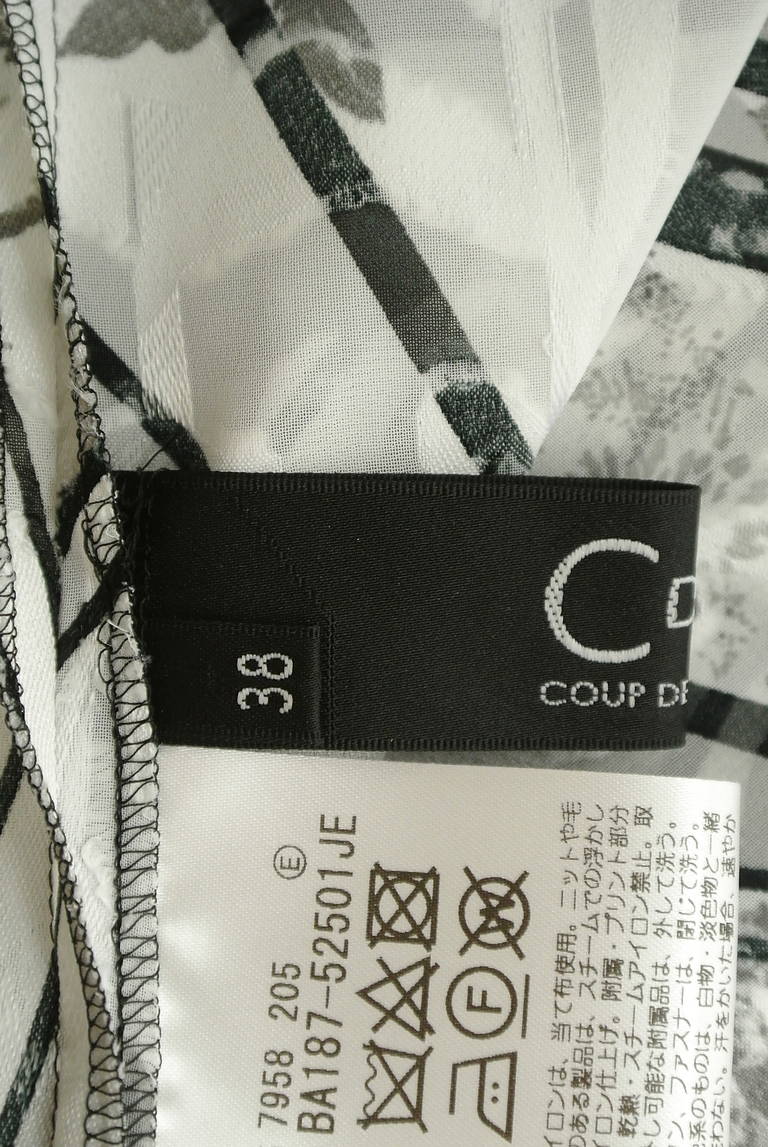 38
C
COUP DE
E
7958 205
BA187-52501JE
W
F
イロンは、当て布使用。ニットや毛
のある製品は、スチームでの浮かし
ロン仕上げ。附属・プリント部分
乾熱・スチームアイロン禁止。取
し可能な附属品は、外して洗う。
ン、ファスナーは、閉じて洗う。
系のものは、白物・淡色物と一緒
わない。汗をかいた場合、速やか